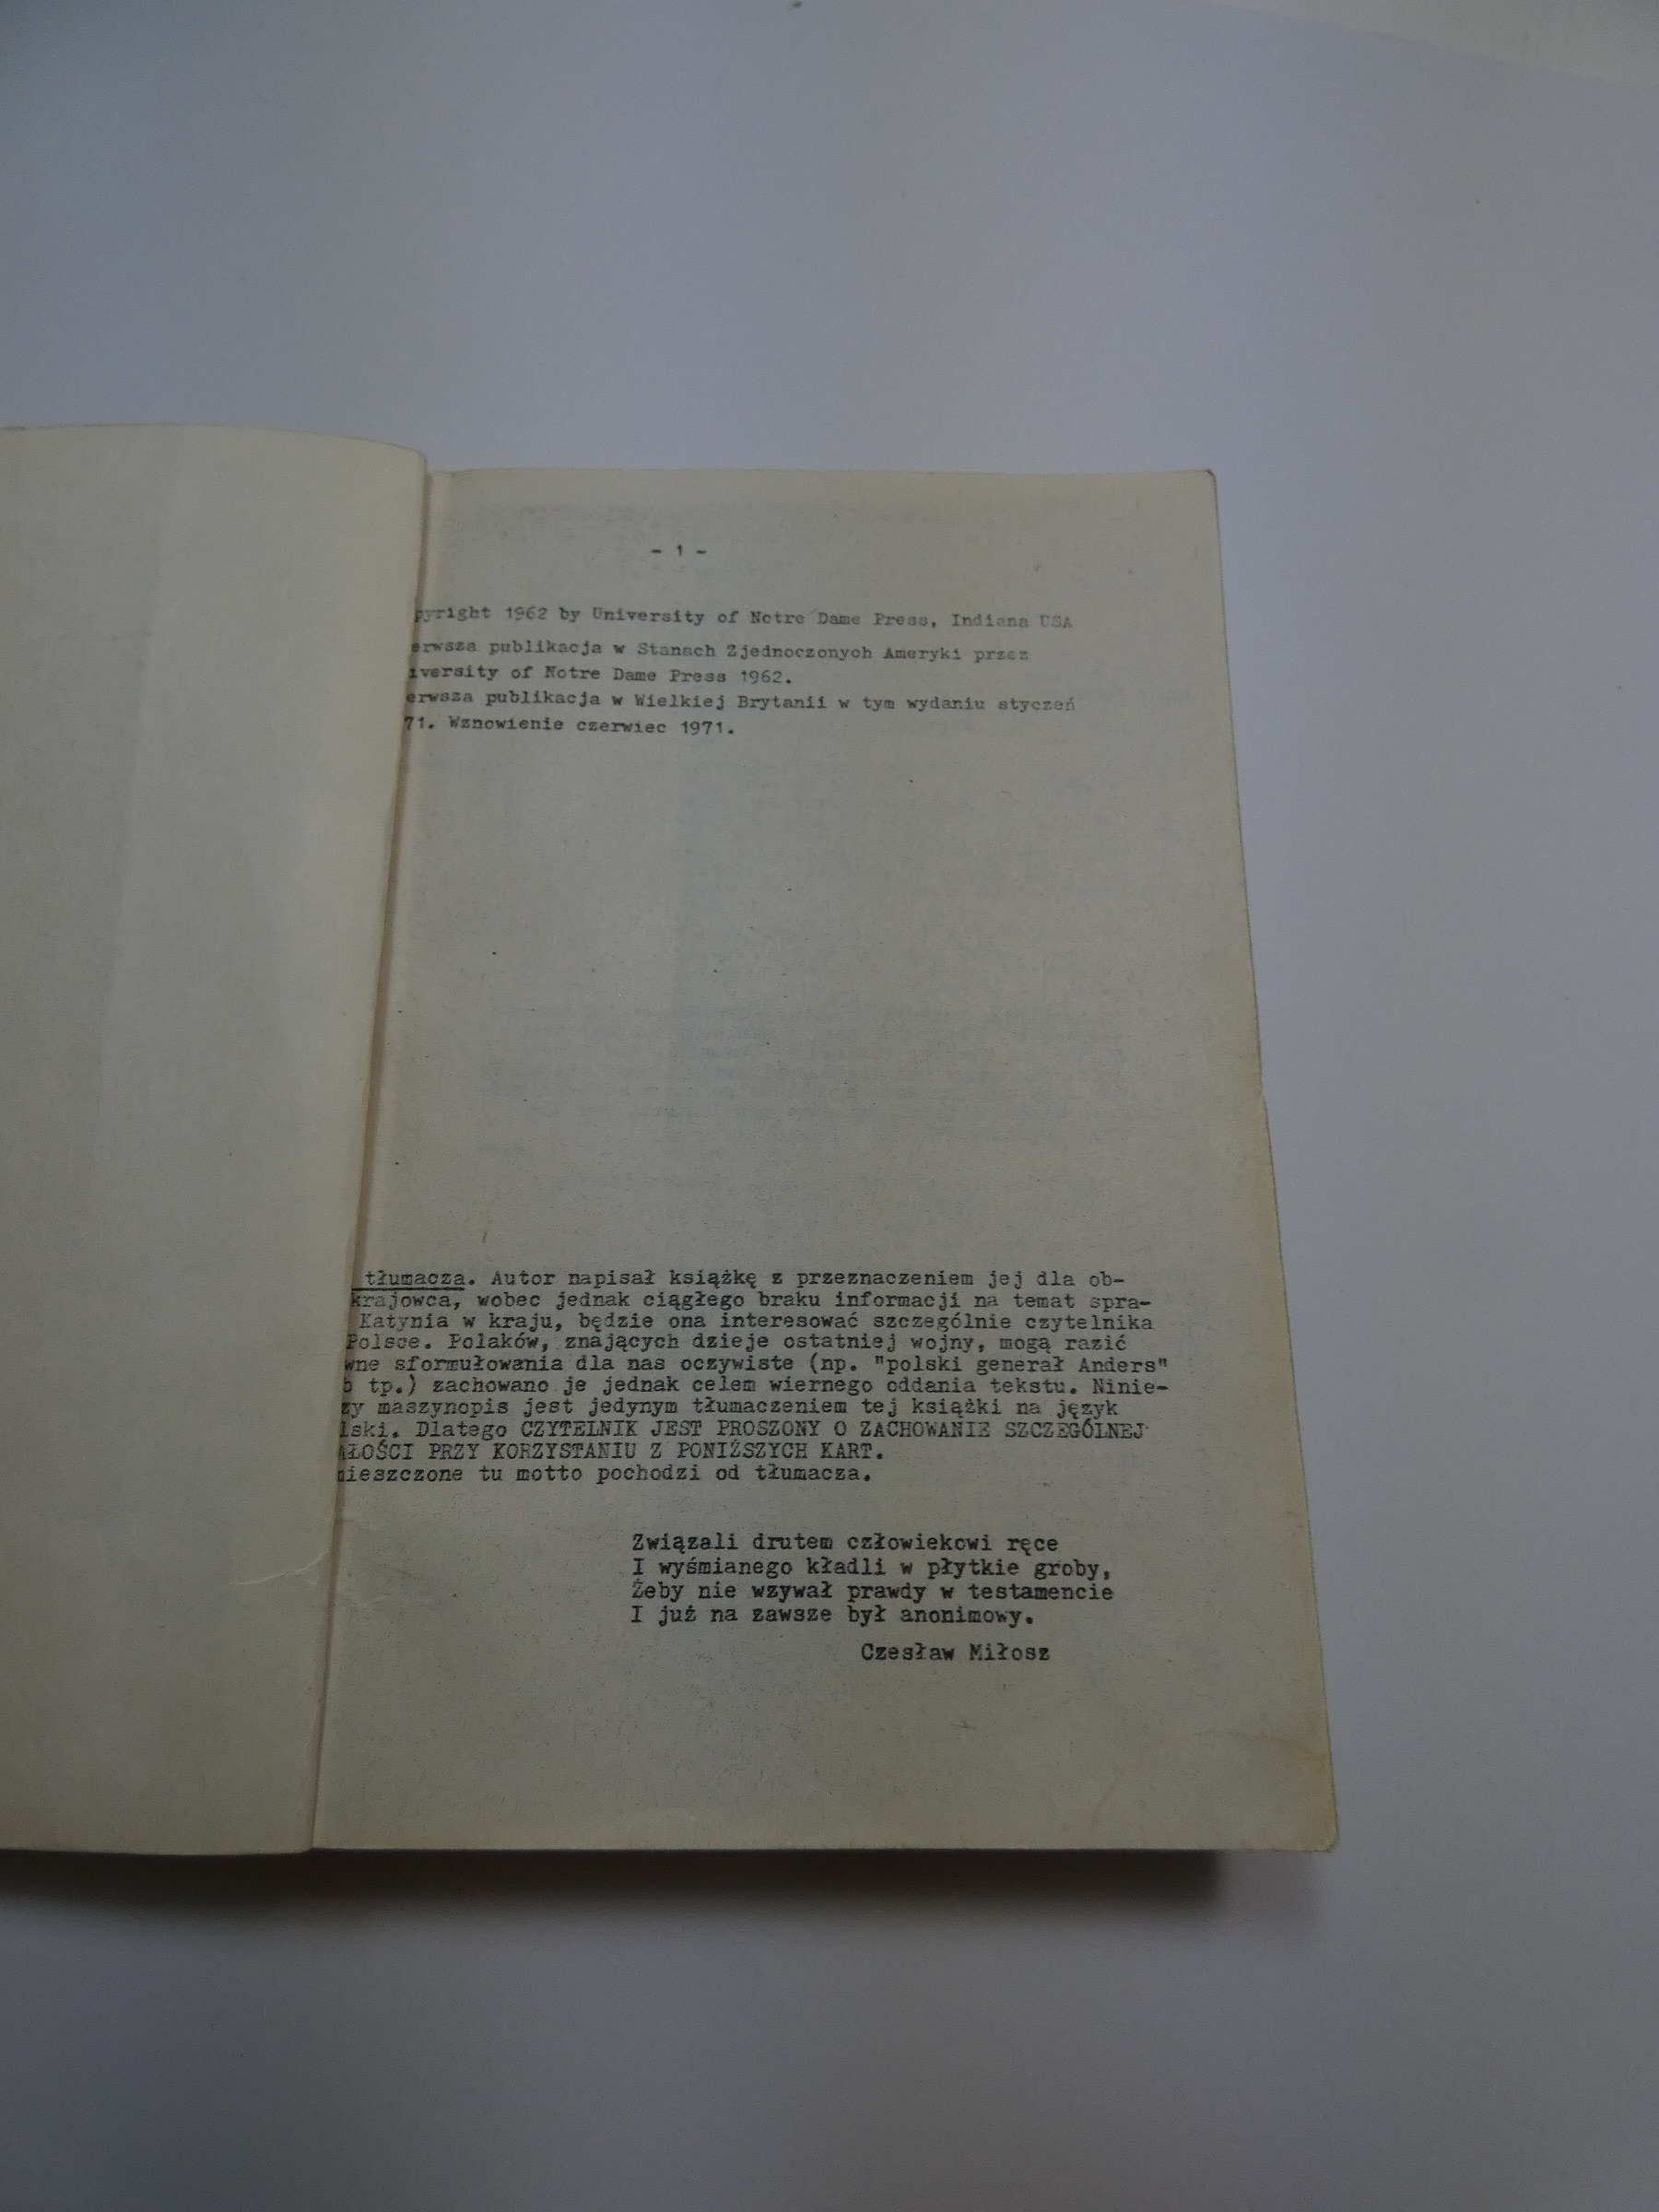 - 1 -
pyright 1962 by University of Notre Dame Press, Indiana USA
erwsza publikacja w Stanach Zjednoczonych Ameryki przez
iversity of Notre Dame Press 1962.
erwsza publikacja w Wielkiej Brytanii w tym wydaniu styczeń
71. Wznowienie czerwiec 1971.
tłumacza. Autor napisał książkę z przeznaczeniem jej dla ob-
krajowca, wobec jednak ciągłego braku informacji na temat spra-
Katynia w kraju, będzie ona interesować szczególnie czytelnika
Polsce. Polaków, znających dzieje ostatniej wojny, mogą razić
wne sformułowania dla nas oczywiste (np. "polski generał Anders"
b tp.) zachowano je jednak celem wiernego oddania tekstu. Ninie-
zy maszynopis jest jedynym tłumaczeniem tej książki na język
lski. Dlatego CZYTELNIK JEST PROSZONY O ZACHOWANIE SZCZEGÓLNEJ
AŁOŚCI PRZY KORZYSTANIU Z PONIŻSZYCH KART.
mieszczone tu motto pochodzi od tłumacza.
Związali drutem człowiekowi ręce
I wyśmianego kładli w płytkie groby,
Żeby nie wzywał prawdy w testamencie
I już na zawsze był anonimowy.
Czesław Miłosz